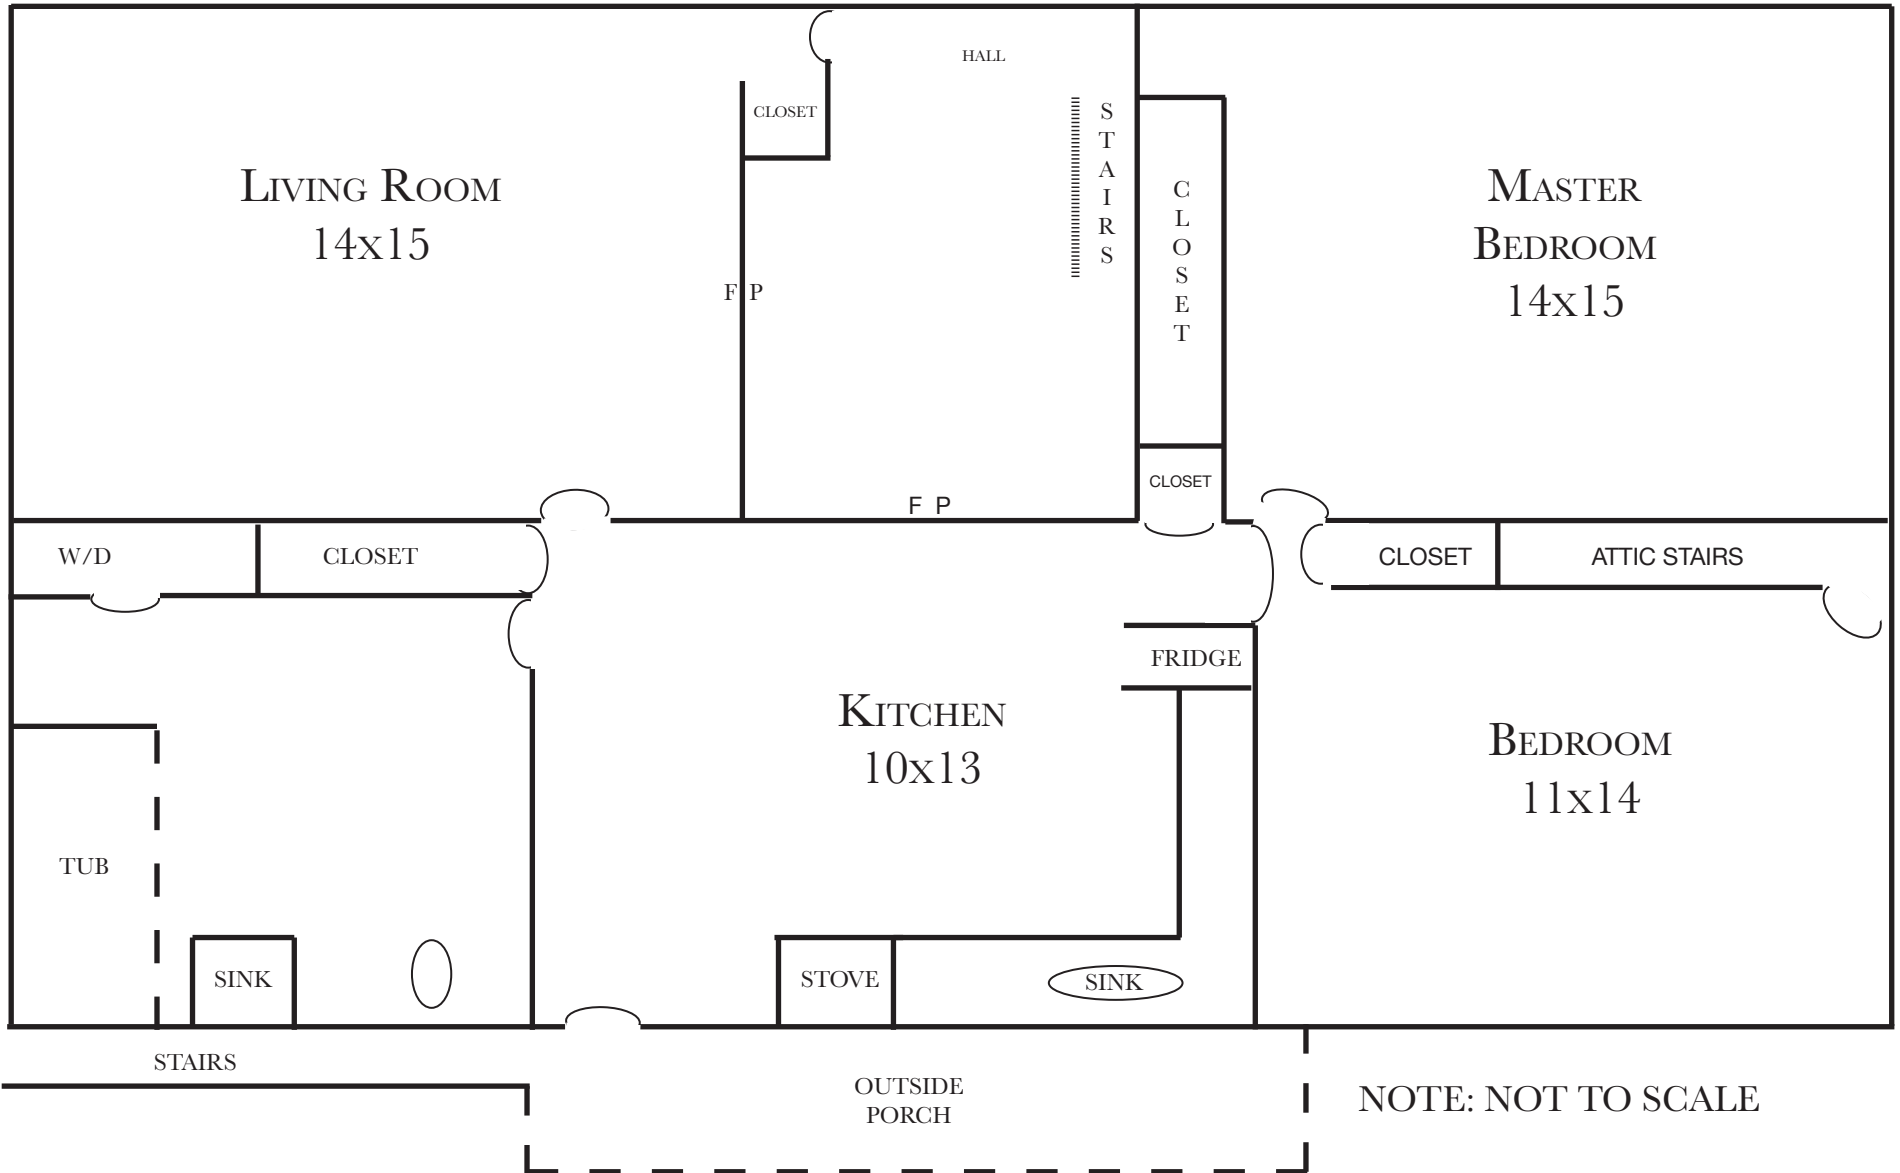 HALL
CLOSET
STAIRS
LIVING ROOM
14X15
CLOSET
MASTER
BEDROOM
14X15
F P
CLOSET
F P
W/D
CLOSET
CLOSET
ATTIC STAIRS
FRIDGE
KITCHEN
10X13
BEDROOM
11X14
TUB
SINK
STOVE
SINK
STAIRS
OUTSIDE
PORCH
NOTE: NOT TO SCALE